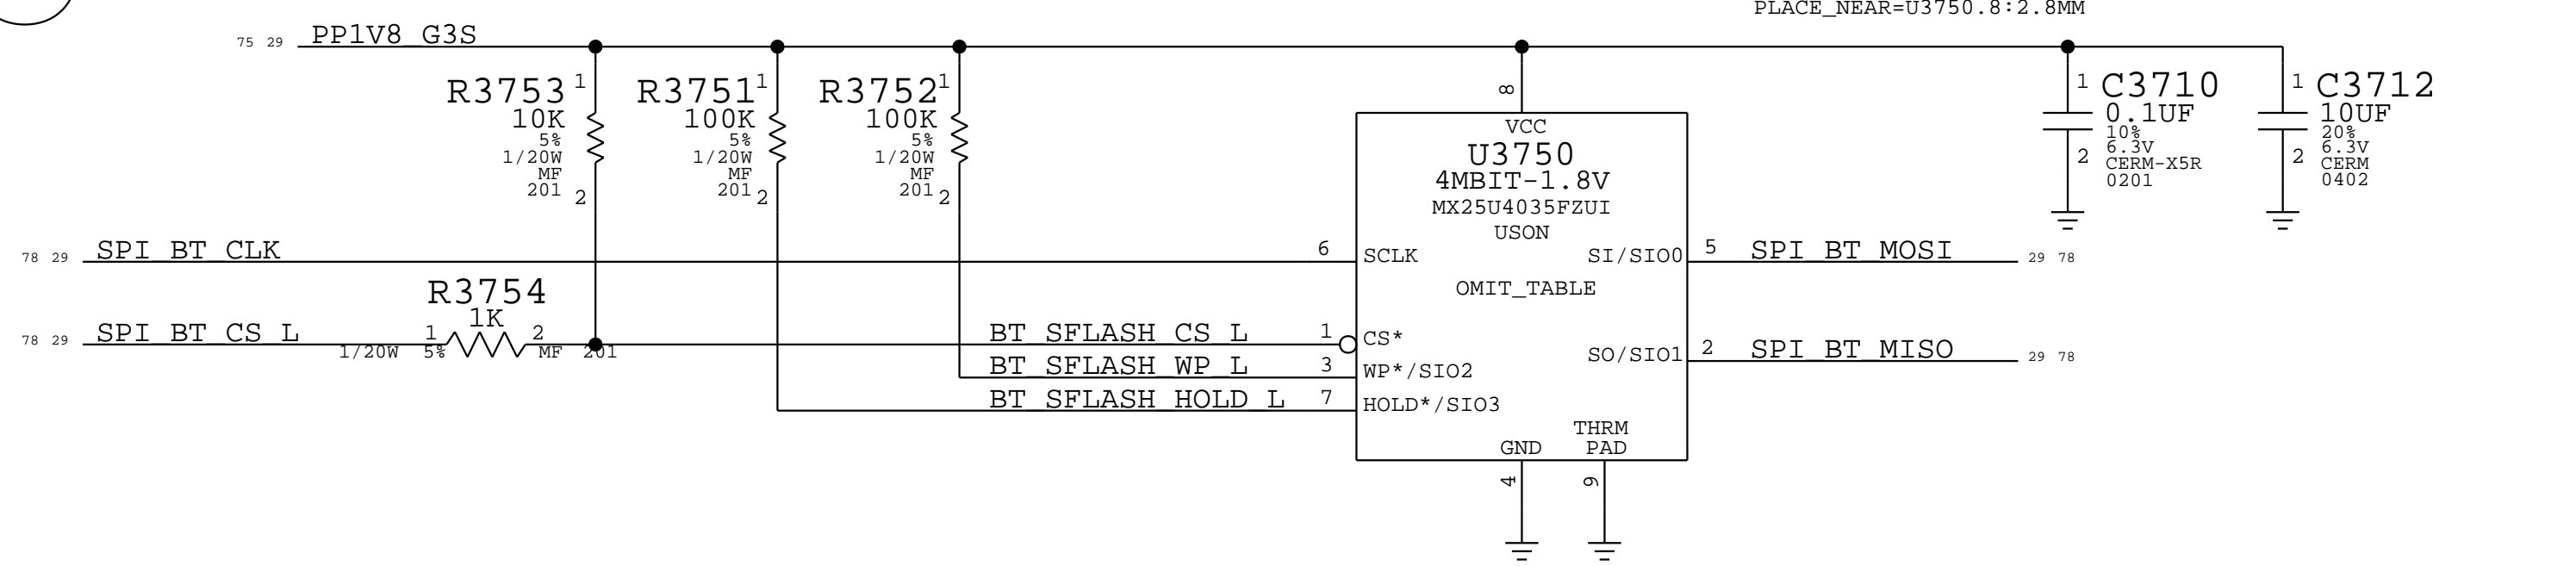 PLACE_NEAR=U3750.8:2.8MM
75 29 PP1V8_G3S
R3753 1
10K
5%
1/20W
MF
201
2
R3751 1
100K
5%
1/20W
MF
201
2
R3752 1
100K
5%
1/20W
MF
201
2
8
VCC
U3750
4MBIT-1.8V
MX25U4035FZUI
USON
OMIT_TABLE
1 C3710
0.1UF
10%
6.3V
2
CERM-X5R
0201
1 C3712
10UF
20%
6.3V
2
CERM
0402
78 29 SPI_BT_CLK
6 SCLK
SI/SIO0 5 SPI_BT_MOSI 29 78
R3754
1K
78 29 SPI_BT_CS_L
1 2
1/20W 5% MF 201
BT_SFLASH_CS_L 1 CS*
BT_SFLASH_WP_L 3 WP*/SIO2
BT_SFLASH_HOLD_L 7 HOLD*/SIO3
SO/SIO1 2 SPI_BT_MISO 29 78
THRM
GND PAD
4 9